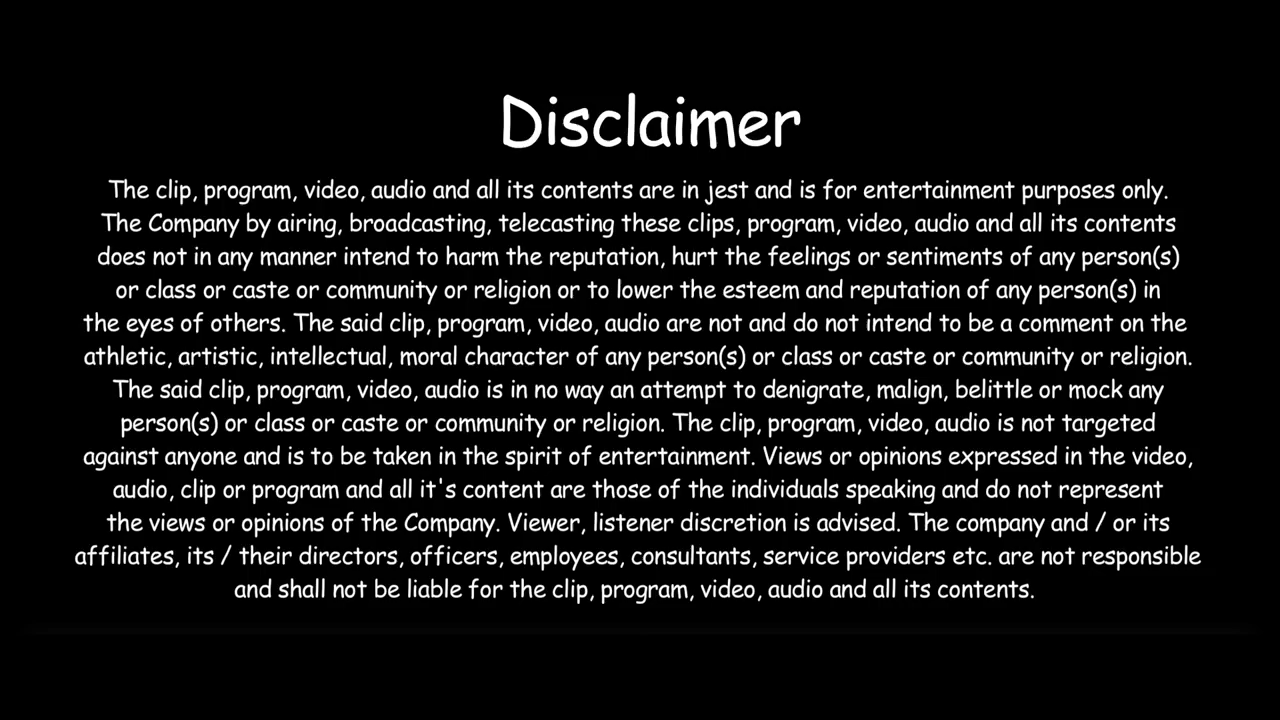 Disclaimer
The clip, program, video, audio and all its contents are in jest and is for entertainment purposes only.
The Company by airing, broadcasting, telecasting these clips, program, video, audio and all its contents
does not in any manner intend to harm the reputation, hurt the feelings or sentiments of any person(s)
or class or caste or community or religion or to lower the esteem and reputation of any person(s) in
the eyes of others. The said clip, program, video, audio are not and do not intend to be a comment on the
athletic, artistic, intellectual, moral character of any person(s) or class or caste or community or religion.
The said clip, program, video, audio is in no way an attempt to denigrate, malign, belittle or mock any
person(s) or class or caste or community or religion. The clip, program, video, audio is not targeted
against anyone and is to be taken in the spirit of entertainment. Views or opinions expressed in the video,
audio, clip or program and all it's content are those of the individuals speaking and do not represent
the views or opinions of the Company. Viewer, listener discretion is advised. The company and / or its
affiliates, its / their directors, officers, employees, consultants, service providers etc. are not responsible
and shall not be liable for the clip, program, video, audio and all its contents.